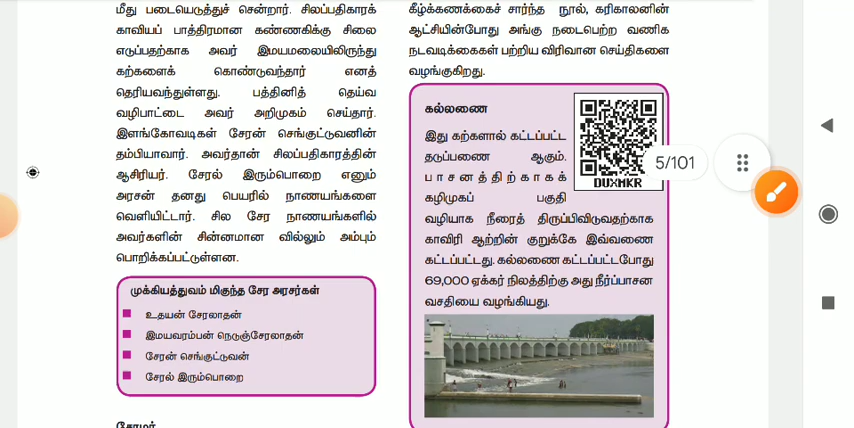 மீது படையெடுத்துச் சென்றார். சிலப்பதிகாரக்
காவியப் பாத்திரமான கண்ணகிக்கு சிலை
எடுப்பதற்காக அவர் இமயமலையிலிருந்து
கற்களைக் கொண்டுவந்தார் எனத்
தெரியவந்துள்ளது. பத்தினித் தெய்வ
வழிபாட்டை அவர் அறிமுகம் செய்தார்.
இளங்கோவடிகள் சேரன் செங்குட்டுவனின்
தம்பியாவார். அவர்தான் சிலப்பதிகாரத்தின்
ஆசிரியர். சேரல் இரும்பொறை எனும்
அரசன் தனது பெயரில் நாணயங்களை
வெளியிட்டார். சில சேர நாணயங்களில்
அவர்களின் சின்னமான வில்லும் அம்பும்
பொறிக்கப்பட்டுள்ளன.
முக்கியத்துவம் மிகுந்த சேர அரசர்கள்
உதயன் சேரலாதன்
இமயவரம்பன் நெடுஞ்சேரலாதன்
சேரன் செங்குட்டுவன்
சேரல் இரும்பொறை
சோழர்
கீழ்க்கணக்கைச் சார்ந்த நூல், கரிகாலனின்
ஆட்சியின்போது அங்கு நடைபெற்ற வணிக
நடவடிக்கைகள் பற்றிய விரிவான செய்திகளை
வழங்குகிறது.
கல்லணை
இது கற்களால் கட்டப்பட்ட
தடுப்பணை ஆகும்.
பாசனத்திற்காகக்
கழிமுகப் பகுதி
வழியாக நீரைத் திருப்பிவிடுவதற்காக
காவிரி ஆற்றின் குறுக்கே இவ்வணை
கட்டப்பட்டது. கல்லணை கட்டப்பட்டபோது
69,000 ஏக்கர் நிலத்திற்கு அது நீர்ப்பாசன
வசதியை வழங்கியது.
DUXMKR
5/101